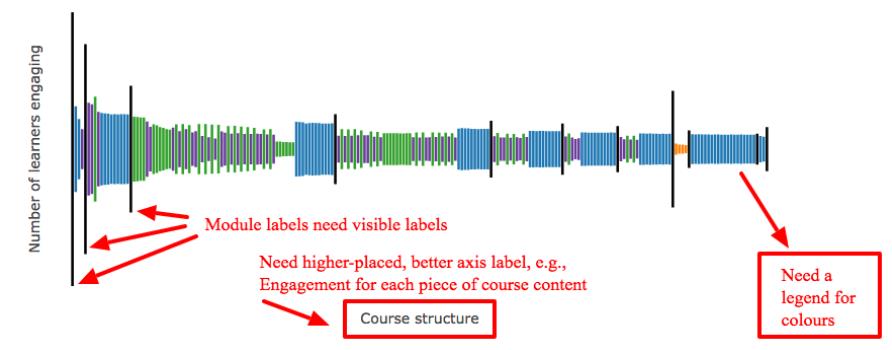 Number of learners engaging
Module labels need visible labels
Need higher-placed, better axis label, e.g.,
Engagement for each piece of course content
Course structure
Need a
legend for
colours